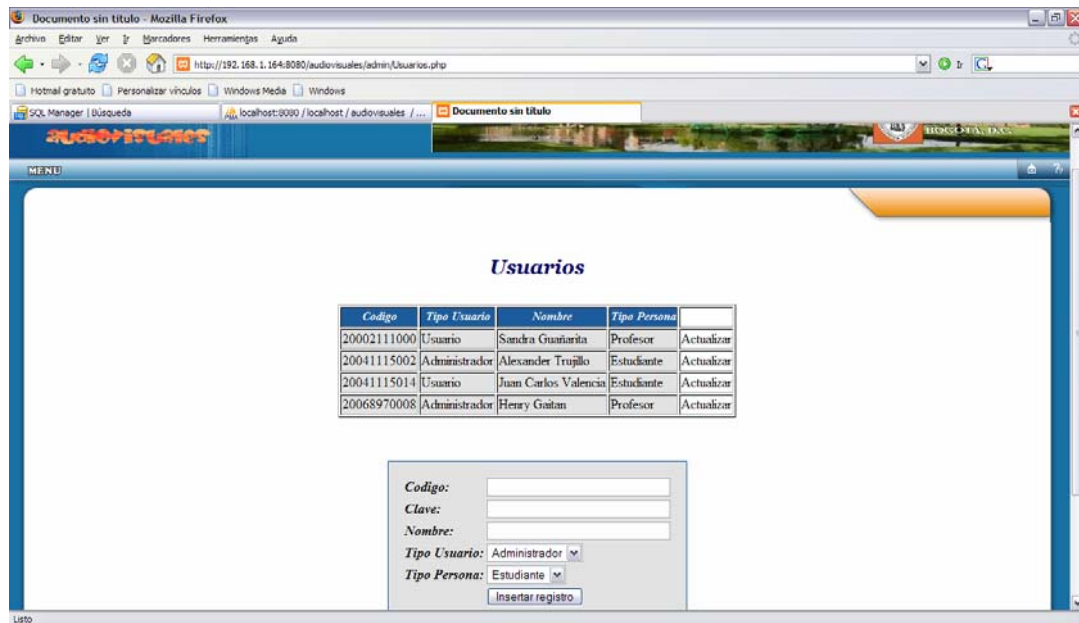 Documento sin título - Mozilla Firefox
Archivo Editar Ver Ir Marcadores Herramientas Ayuda
http://192.168.1.164:8080/audiovisuales/admin/Usuarios.php Ir
Hotmail gratuito Personalizar vínculos Windows Media Windows
SQL Manager | Búsqueda localhost:8080 / localhost / audovisuales / ... Documento sin título
audiovisuales BOGOTA, D.C.
MENU
Usuarios
Codigo Tipo Usuario Nombre Tipo Persona
20002111000 Usuario Sandra Guañarita Profesor Actualizar
20041115002 Administrador Alexander Trujillo Estudiante Actualizar
20041115014 Usuario Juan Carlos Valencia Estudiante Actualizar
20068970008 Administrador Henry Gaitan Profesor Actualizar
Codigo:
Clave:
Nombre:
Tipo Usuario: Administrador
Tipo Persona: Estudiante
Insertar registro
Listo